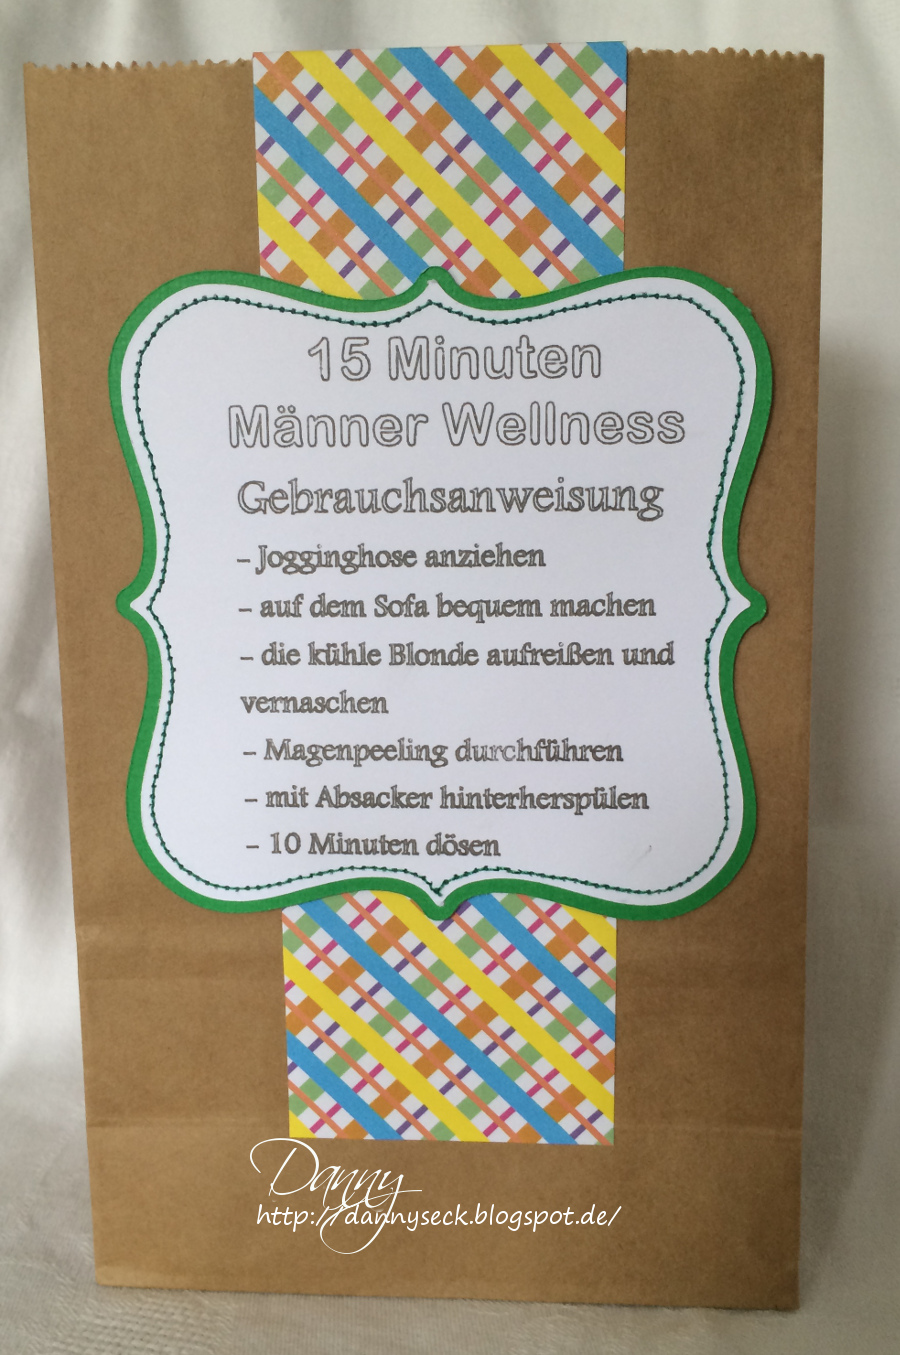 15 Minuten
Männer Wellness
Gebrauchsanweisung
– Jogginghose anziehen
– auf dem Sofa bequem machen
– die kühle Blonde aufreißen und
vernaschen
– Magenpeeling durchführen
– mit Absacker hinterherspülen
– 10 Minuten dösen
Danny
http://dannyseck.blogspot.de/